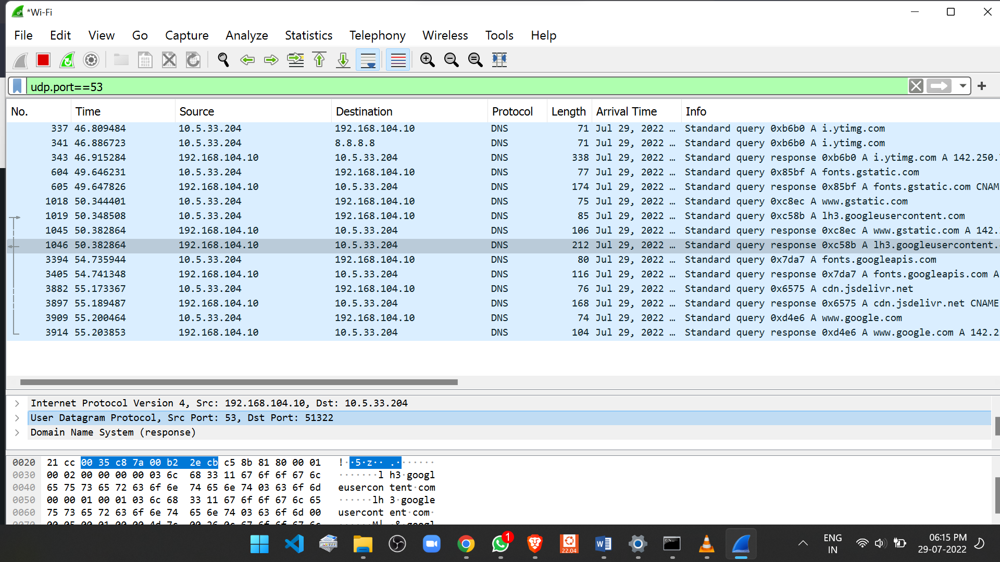 *Wi-Fi
File Edit View Go Capture Analyze Statistics Telephony Wireless Tools Help
udp.port==53
No. Time Source Destination Protocol Length Arrival Time Info
337 46.809484 10.5.33.204 192.168.104.10 DNS 71 Jul 29, 2022 … Standard query 0xb6b0 A i.ytimg.com
341 46.886723 10.5.33.204 8.8.8.8 DNS 71 Jul 29, 2022 … Standard query 0xb6b0 A i.ytimg.com
343 46.915284 192.168.104.10 10.5.33.204 DNS 338 Jul 29, 2022 … Standard query response 0xb6b0 A i.ytimg.com A 142.250.
604 49.646231 10.5.33.204 192.168.104.10 DNS 77 Jul 29, 2022 … Standard query 0x85bf A fonts.gstatic.com
605 49.647826 192.168.104.10 10.5.33.204 DNS 174 Jul 29, 2022 … Standard query response 0x85bf A fonts.gstatic.com CNAM
1018 50.344401 10.5.33.204 192.168.104.10 DNS 75 Jul 29, 2022 … Standard query 0xc8ec A www.gstatic.com
1019 50.348508 10.5.33.204 192.168.104.10 DNS 85 Jul 29, 2022 … Standard query 0xc58b A lh3.googleusercontent.com
1045 50.382864 192.168.104.10 10.5.33.204 DNS 106 Jul 29, 2022 … Standard query response 0xc8ec A www.gstatic.com A 142.
1046 50.382864 192.168.104.10 10.5.33.204 DNS 212 Jul 29, 2022 … Standard query response 0xc58b A lh3.googleusercontent.
3394 54.735944 10.5.33.204 192.168.104.10 DNS 80 Jul 29, 2022 … Standard query 0x7da7 A fonts.googleapis.com
3405 54.741348 192.168.104.10 10.5.33.204 DNS 116 Jul 29, 2022 … Standard query response 0x7da7 A fonts.googleapis.com A
3882 55.173367 10.5.33.204 192.168.104.10 DNS 76 Jul 29, 2022 … Standard query 0x6575 A cdn.jsdelivr.net
3897 55.189487 192.168.104.10 10.5.33.204 DNS 168 Jul 29, 2022 … Standard query response 0x6575 A cdn.jsdelivr.net CNAME
3909 55.200464 10.5.33.204 192.168.104.10 DNS 74 Jul 29, 2022 … Standard query 0xd4e6 A www.google.com
3914 55.203853 192.168.104.10 10.5.33.204 DNS 104 Jul 29, 2022 … Standard query response 0xd4e6 A www.google.com A 142.2
Internet Protocol Version 4, Src: 192.168.104.10, Dst: 10.5.33.204
User Datagram Protocol, Src Port: 53, Dst Port: 51322
Domain Name System (response)
0020 21 cc 00 35 c8 7a 00 b2 2e cb c5 8b 81 80 00 01 !··5·z·· .·······
0030 00 02 00 00 00 00 03 6c 68 33 11 67 6f 6f 67 6c ·······l h3·googl
0040 65 75 73 65 72 63 6f 6e 74 65 6e 74 03 63 6f 6d eusercon tent·com
0050 00 00 01 00 01 03 6c 68 33 11 67 6f 6f 67 6c 65 ······lh 3·google
0060 75 73 65 72 63 6f 6e 74 65 6e 74 03 63 6f 6d 00 usercont ent·com·
1
22.04
ENG
IN
06:15 PM
29-07-2022